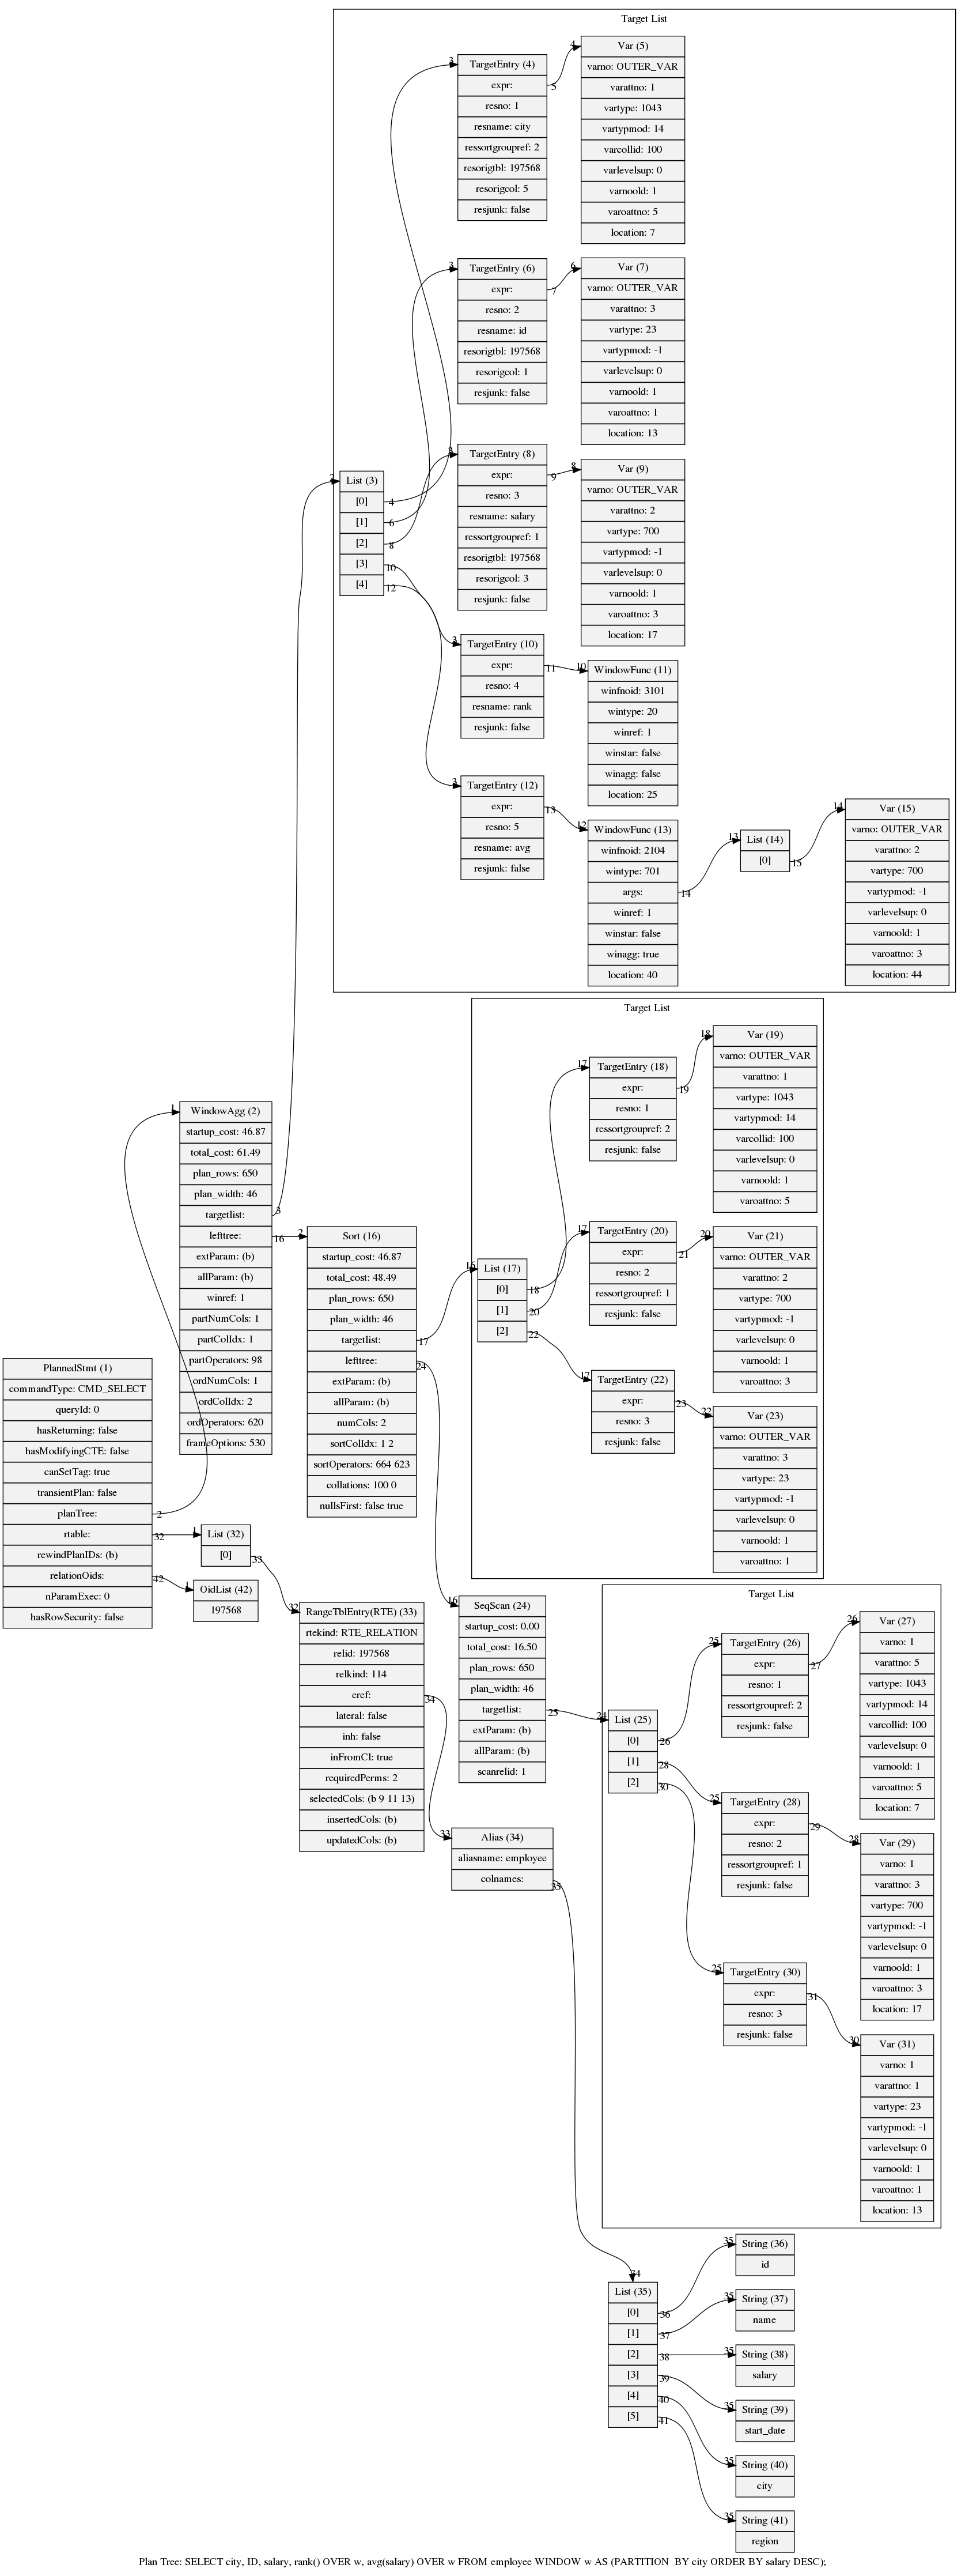 Target List
TargetEntry (4)
expr:
resno: 1
resname: city
ressortgroupref: 2
resorigtbl: 197568
resorigcol: 5
resjunk: false
Var (5)
varno: OUTER_VAR
varattno: 1
vartype: 1043
vartypmod: 14
varcollid: 100
varlevelsup: 0
varnoold: 1
varoattno: 5
location: 7
TargetEntry (6)
expr:
resno: 2
resname: id
resorigtbl: 197568
resorigcol: 1
resjunk: false
Var (7)
varno: OUTER_VAR
varattno: 3
vartype: 23
vartypmod: -1
varlevelsup: 0
varnoold: 1
varoattno: 1
location: 13
List (3)
[0]
[1]
[2]
[3]
[4]
TargetEntry (8)
expr:
resno: 3
resname: salary
ressortgroupref: 1
resorigtbl: 197568
resorigcol: 3
resjunk: false
Var (9)
varno: OUTER_VAR
varattno: 2
vartype: 700
vartypmod: -1
varlevelsup: 0
varnoold: 1
varoattno: 3
location: 17
TargetEntry (10)
expr:
resno: 4
resname: rank
resjunk: false
WindowFunc (11)
winfnoid: 3101
wintype: 20
winref: 1
winstar: false
winagg: false
location: 25
TargetEntry (12)
expr:
resno: 5
resname: avg
resjunk: false
WindowFunc (13)
winfnoid: 2104
wintype: 701
args:
winref: 1
winstar: false
winagg: true
location: 40
List (14)
[0]
Var (15)
varno: OUTER_VAR
varattno: 2
vartype: 700
vartypmod: -1
varlevelsup: 0
varnoold: 1
varoattno: 3
location: 44
Target List
TargetEntry (18)
expr:
resno: 1
ressortgroupref: 2
resjunk: false
Var (19)
varno: OUTER_VAR
varattno: 1
vartype: 1043
vartypmod: 14
varcollid: 100
varlevelsup: 0
varnoold: 1
varoattno: 5
WindowAgg (2)
startup_cost: 46.87
total_cost: 61.49
plan_rows: 650
plan_width: 46
targetlist:
lefttree:
extParam: (b)
allParam: (b)
winref: 1
partNumCols: 1
partColIdx: 1
partOperators: 98
ordNumCols: 1
ordColIdx: 2
ordOperators: 620
frameOptions: 530
Sort (16)
startup_cost: 46.87
total_cost: 48.49
plan_rows: 650
plan_width: 46
targetlist:
lefttree:
extParam: (b)
allParam: (b)
numCols: 2
sortColIdx: 1 2
sortOperators: 664 623
collations: 100 0
nullsFirst: false true
List (17)
[0]
[1]
[2]
TargetEntry (20)
expr:
resno: 2
ressortgroupref: 1
resjunk: false
Var (21)
varno: OUTER_VAR
varattno: 2
vartype: 700
vartypmod: -1
varlevelsup: 0
varnoold: 1
varoattno: 3
TargetEntry (22)
expr:
resno: 3
resjunk: false
Var (23)
varno: OUTER_VAR
varattno: 3
vartype: 23
vartypmod: -1
varlevelsup: 0
varnoold: 1
varoattno: 1
PlannedStmt (1)
commandType: CMD_SELECT
queryId: 0
hasReturning: false
hasModifyingCTE: false
canSetTag: true
transientPlan: false
planTree:
rtable:
rewindPlanIDs: (b)
relationOids:
nParamExec: 0
hasRowSecurity: false
List (32)
[0]
OidList (42)
197568
RangeTblEntry(RTE) (33)
rtekind: RTE_RELATION
relid: 197568
relkind: 114
eref:
lateral: false
inh: false
inFromCl: true
requiredPerms: 2
selectedCols: (b 9 11 13)
insertedCols: (b)
updatedCols: (b)
SeqScan (24)
startup_cost: 0.00
total_cost: 16.50
plan_rows: 650
plan_width: 46
targetlist:
extParam: (b)
allParam: (b)
scanrelid: 1
Alias (34)
aliasname: employee
colnames:
Target List
List (25)
[0]
[1]
[2]
TargetEntry (26)
expr:
resno: 1
ressortgroupref: 2
resjunk: false
Var (27)
varno: 1
varattno: 5
vartype: 1043
vartypmod: 14
varcollid: 100
varlevelsup: 0
varnoold: 1
varoattno: 5
location: 7
TargetEntry (28)
expr:
resno: 2
ressortgroupref: 1
resjunk: false
Var (29)
varno: 1
varattno: 3
vartype: 700
vartypmod: -1
varlevelsup: 0
varnoold: 1
varoattno: 3
location: 17
TargetEntry (30)
expr:
resno: 3
resjunk: false
Var (31)
varno: 1
varattno: 1
vartype: 23
vartypmod: -1
varlevelsup: 0
varnoold: 1
varoattno: 1
location: 13
List (35)
[0]
[1]
[2]
[3]
[4]
[5]
String (36)
id
String (37)
name
String (38)
salary
String (39)
start_date
String (40)
city
String (41)
region
Plan Tree: SELECT city, ID, salary, rank() OVER w, avg(salary) OVER w FROM employee WINDOW w AS (PARTITION  BY city ORDER BY salary DESC);